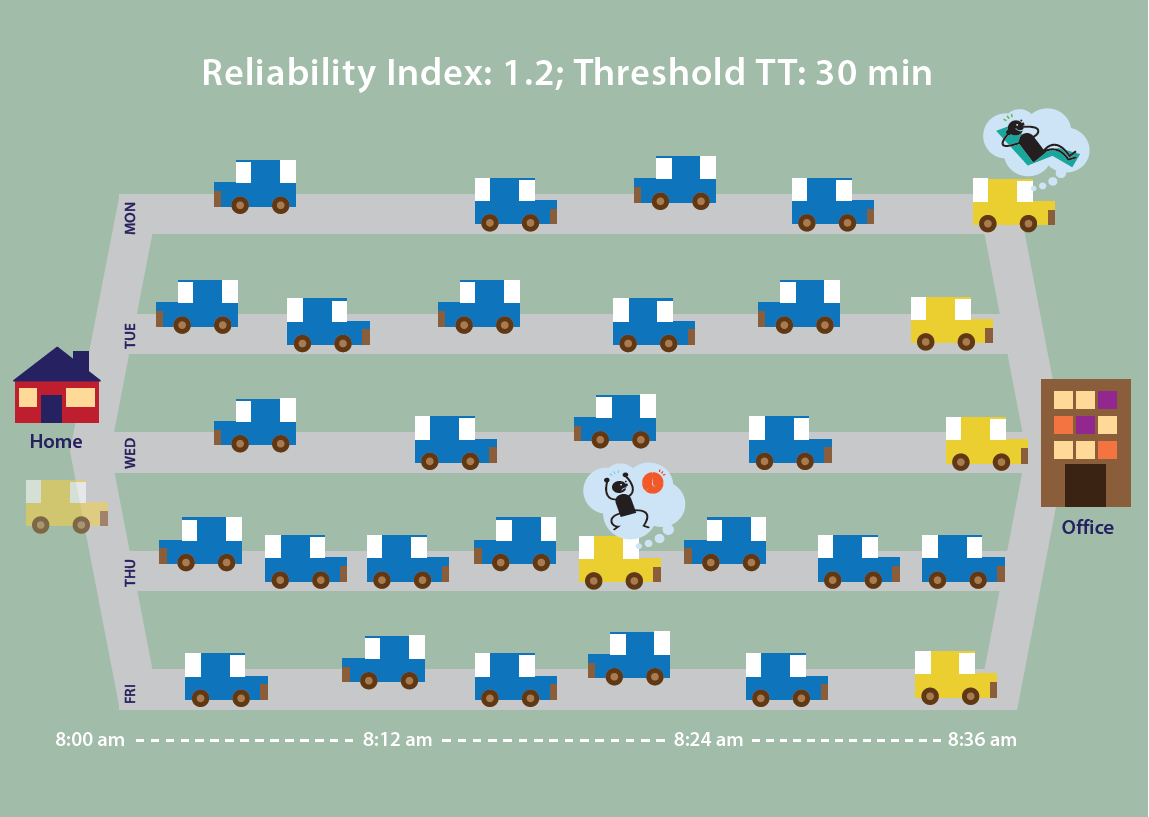 Reliability Index: 1.2; Threshold TT: 30 min
MON
TUE
Home
WED
Office
THU
FRI
8:00 am
8:12 am
8:24 am
8:36 am